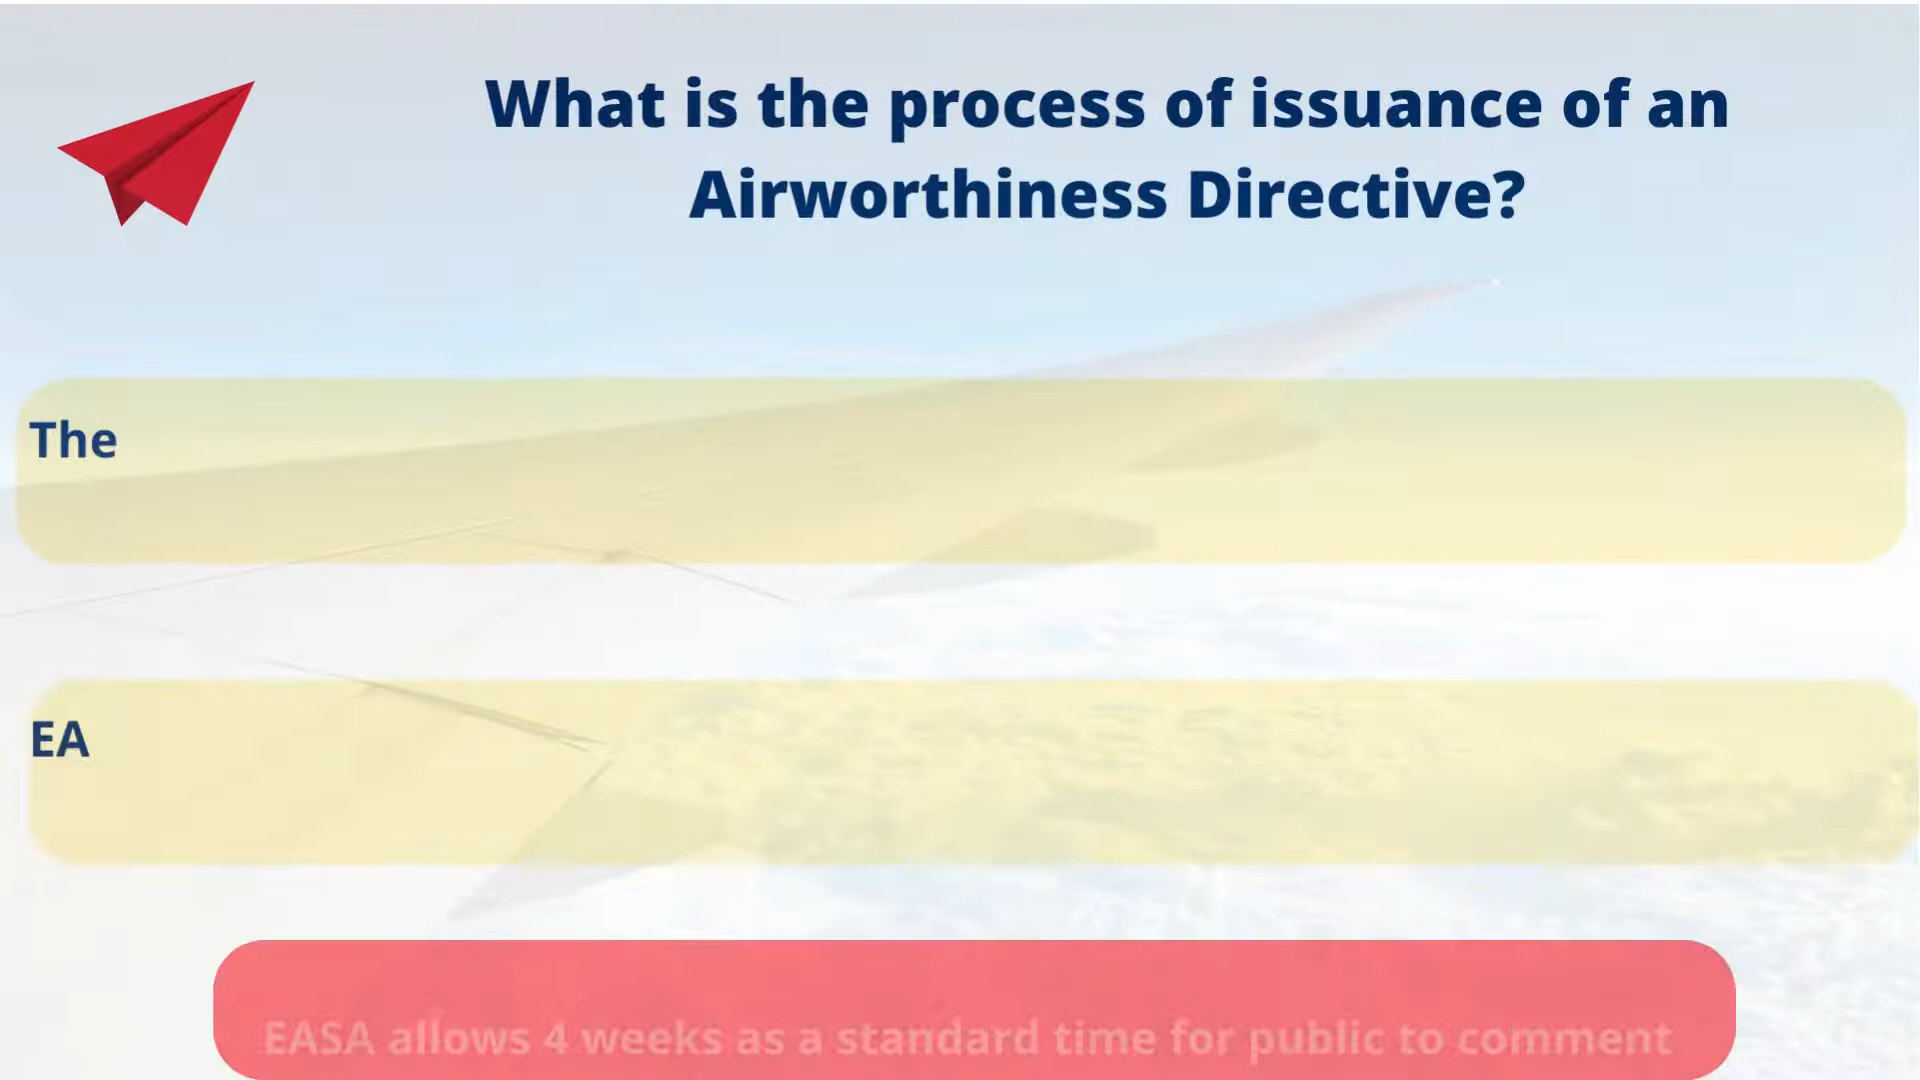 What is the process of issuance of an
Airworthiness Directive?
The
EA
EASA allows 4 weeks as a standard time for public to comment